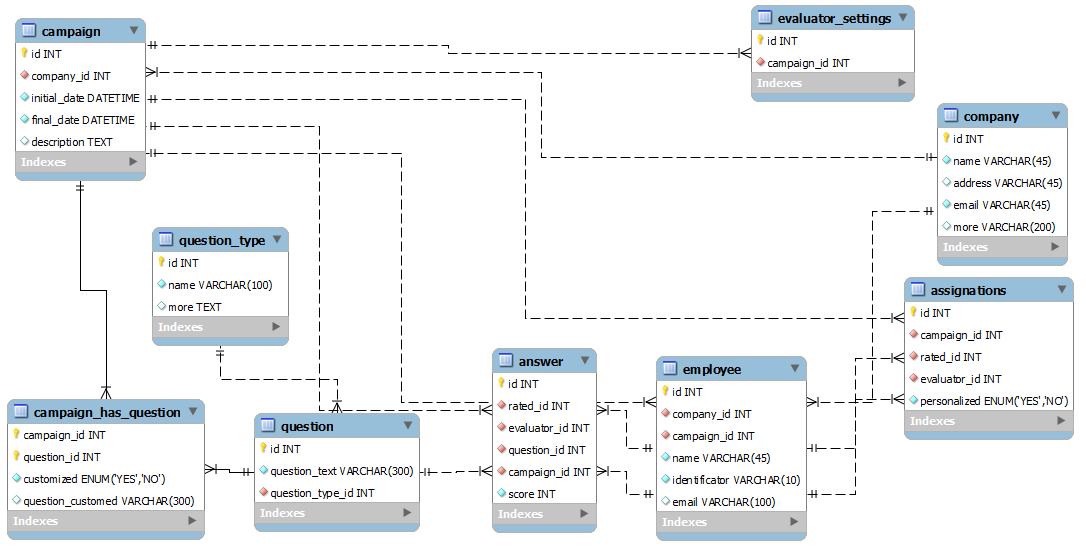 campaign
id INT
company_id INT
initial_date DATETIME
final_date DATETIME
description TEXT
Indexes
evaluator_settings
id INT
campaign_id INT
Indexes
company
id INT
name VARCHAR(45)
address VARCHAR(45)
email VARCHAR(45)
more VARCHAR(200)
Indexes
question_type
id INT
name VARCHAR(100)
more TEXT
Indexes
assignations
id INT
campaign_id INT
rated_id INT
evaluator_id INT
personalized ENUM('YES','NO')
Indexes
campaign_has_question
campaign_id INT
question_id INT
customized ENUM('YES','NO')
question_customed VARCHAR(300)
Indexes
question
id INT
question_text VARCHAR(300)
question_type_id INT
Indexes
answer
id INT
rated_id INT
evaluator_id INT
question_id INT
campaign_id INT
score INT
Indexes
employee
id INT
company_id INT
campaign_id INT
name VARCHAR(45)
identificator VARCHAR(10)
email VARCHAR(100)
Indexes